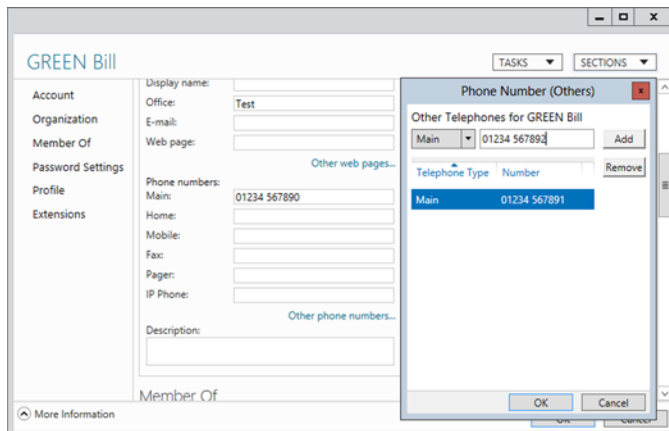 GREEN Bill
TASKS
SECTIONS
Account
Organization
Member Of
Password Settings
Profile
Extensions
Display name:
Office: Test
E-mail:
Web page:
Other web pages...
Phone numbers:
Main: 01234 567890
Home:
Mobile:
Fax:
Pager:
IP Phone:
Other phone numbers...
Description:
Member Of
More Information
OK Cancel
Phone Number (Others)
x
Other Telephones for GREEN Bill
Main 01234 567892 Add
Telephone Type Number Remove
Main 01234 567891
OK Cancel